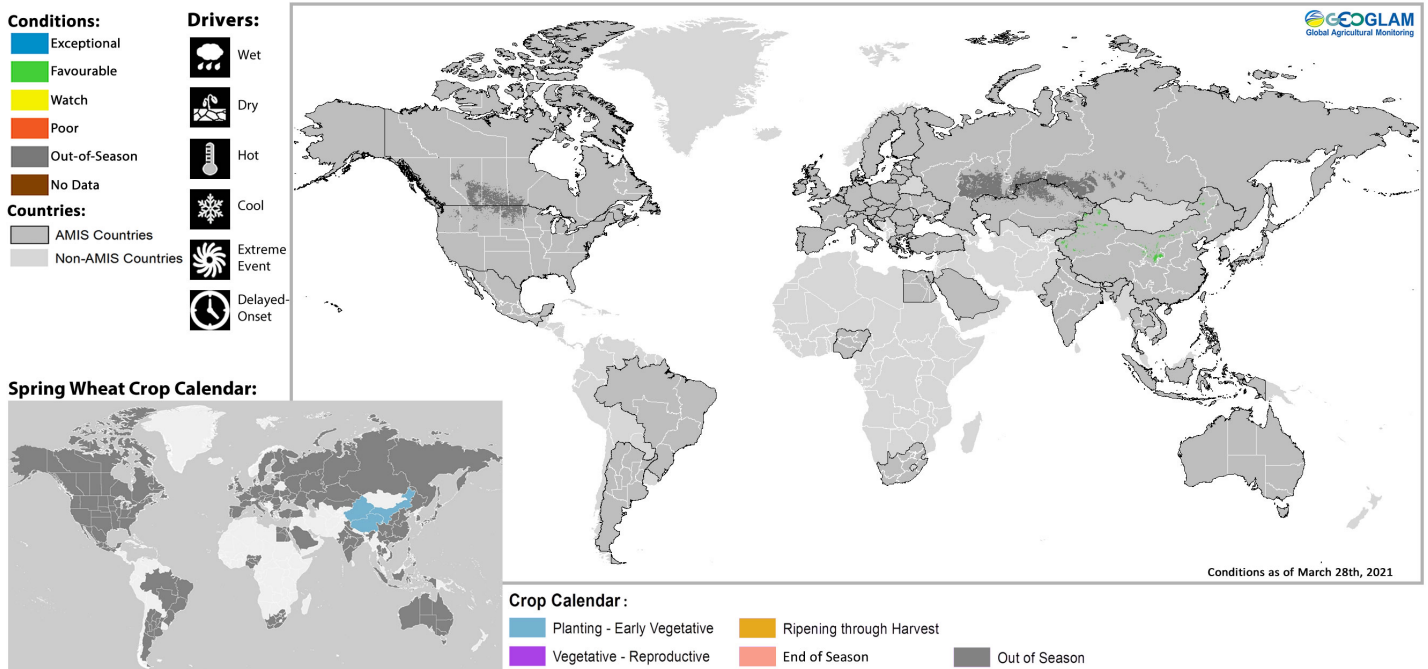 Conditions:
Exceptional
Favourable
Watch
Poor
Out-of-Season
No Data
Countries:
AMIS Countries
Non-AMIS Countries
Drivers:
Wet
Dry
Hot
Cool
Extreme
Event
Delayed-
Onset
GEOGLAM
Global Agricultural Monitoring
Conditions as of March 28th, 2021
Spring Wheat Crop Calendar:
Crop Calendar :
Planting - Early Vegetative
Vegetative - Reproductive
Ripening through Harvest
End of Season
Out of Season